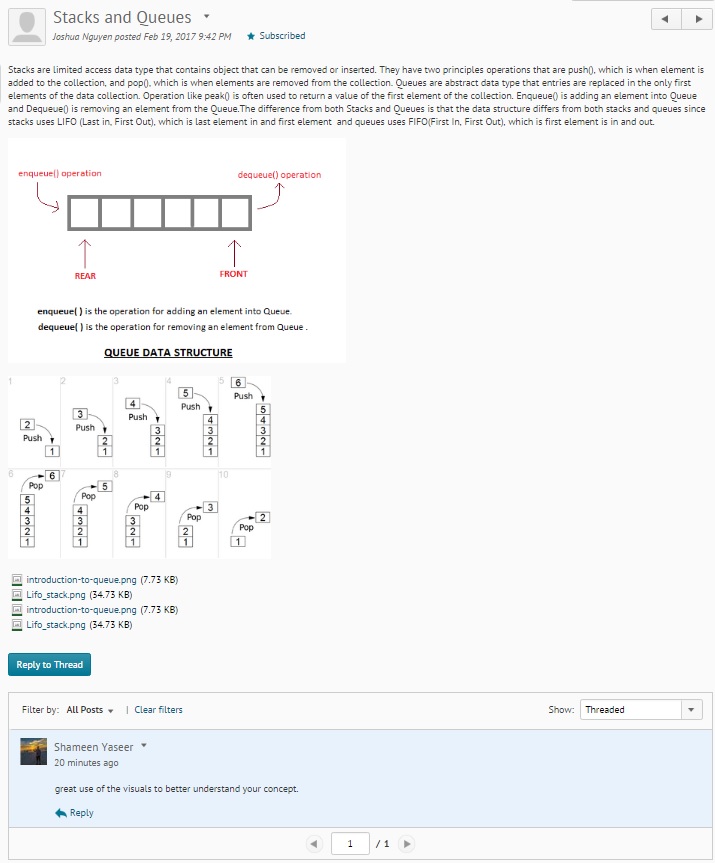 Stacks and Queues
Joshua Nguyen posted Feb 19, 2017 9:42 PM ★ Subscribed
Stacks are limited access data type that contains object that can be removed or inserted. They have two principles operations that are push(), which is when element is
added to the collection, and pop(), which is when elements are removed from the collection. Queues are abstract data type that entries are replaced in the only first
elements of the data collection. Operation like peak() is often used to return a value of the first element of the collection. Enqueue() is adding an element into Queue
and Dequeue() is removing an element from the Queue.The difference from both Stacks and Queues is that the data structure differs from both stacks and queues since
stacks uses LIFO (Last in, First Out), which is last element in and first element and queues uses FIFO(First In, First Out), which is first element is in and out.
enqueue() operation
dequeue() operation
REAR
FRONT
enqueue( ) is the operation for adding an element into Queue.
dequeue( ) is the operation for removing an element from Queue .
QUEUE DATA STRUCTURE
1 2 3 4 5
2 Push 1
3 Push 2 1
4 Push 3 2 1
5 Push 4 3 2 1
6 Push 5 4 3 2 1
6 7 8 9 10
6 Pop 5 4 3 2 1
5 Pop 4 3 2 1
4 Pop 3 2 1
3 Pop 2 1
2 Pop 1
introduction-to-queue.png (7.73 KB)
Lifo_stack.png (34.73 KB)
introduction-to-queue.png (7.73 KB)
Lifo_stack.png (34.73 KB)
Reply to Thread
Filter by: All Posts | Clear filters
Show: Threaded
Shameen Yaseer
20 minutes ago
great use of the visuals to better understand your concept.
Reply
1 / 1